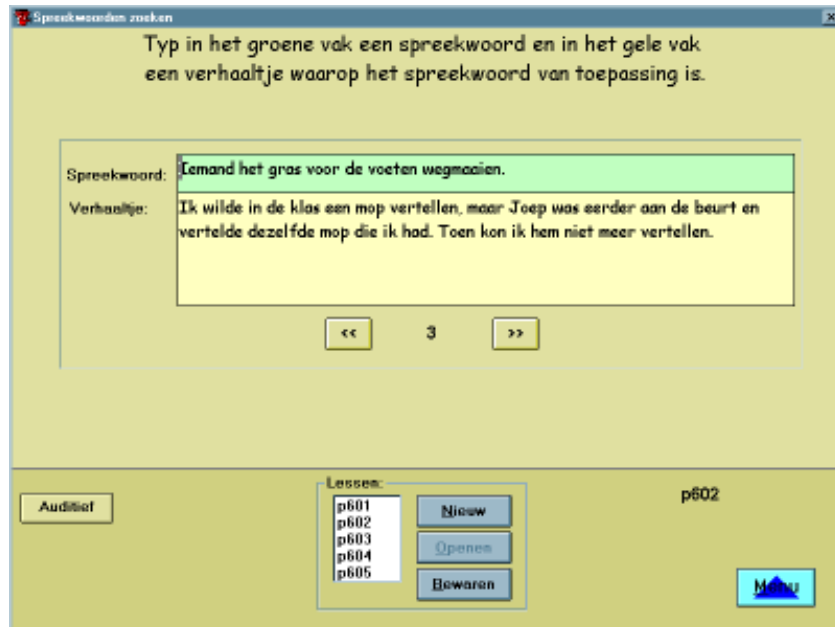 Spreekwoorden zoeken
Typ in het groene vak een spreekwoord en in het gele vak
een verhaaltje waarop het spreekwoord van toepassing is.
Spreekwoord: Iemand het gras voor de voeten wegmaaien.
Verhaaltje: Ik wilde in de klas een mop vertellen, maar Joep was eerder aan de beurt en
vertelde dezelfde mop die ik had. Toen kon ik hem niet meer vertellen.
<< 3 >>
Lessen:
Auditief
p601
p602
p603
p604
p605
Nieuw
Openen
Bewaren
p602
Menu